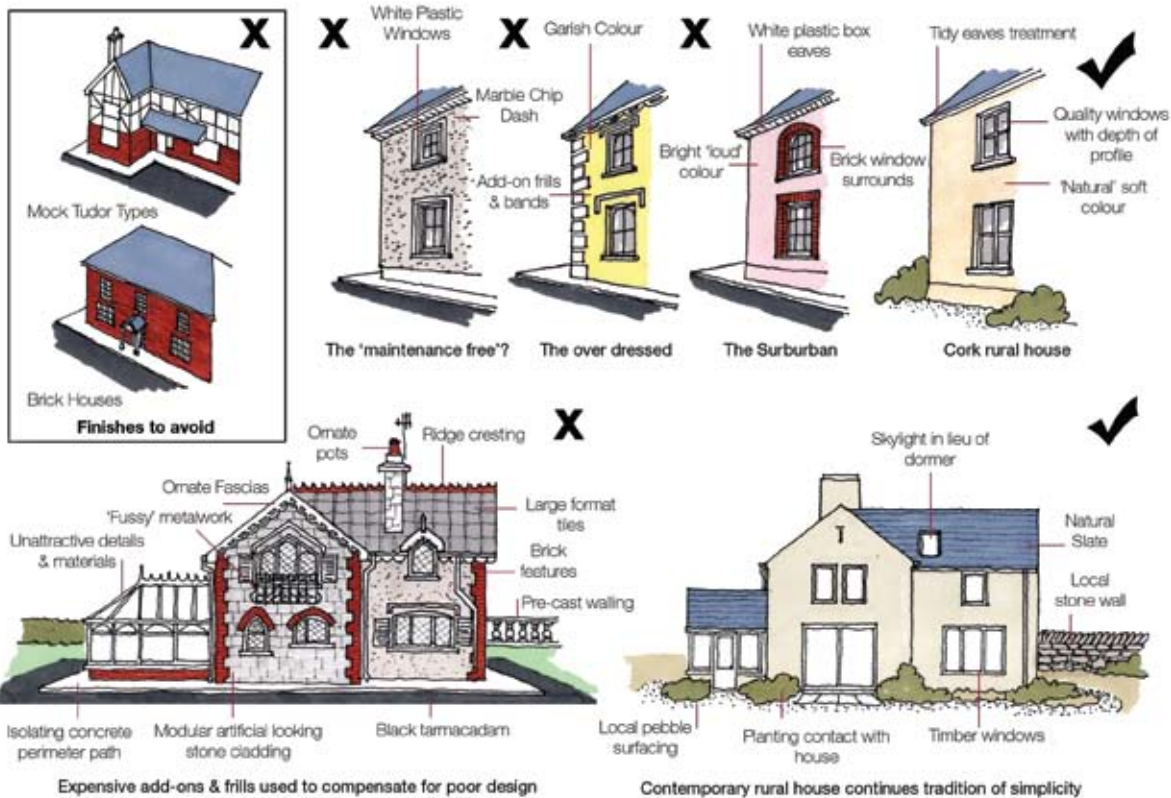 X
X
White Plastic
Windows
X
Garish Colour
X
White plastic box
eaves
Tidy eaves treatment
Marble Chip
Dash
Add-on frills
& bands
Bright 'loud'
colour
Brick window
surrounds
Quality windows
with depth of
profile
'Natural' soft
colour
Mock Tudor Types
Brick Houses
Finishes to avoid
The 'maintenance free'?
The over dressed
The Surburban
Cork rural house
X
Ornate
pots
Ridge cresting
Ornate Fascias
'Fussy' metalwork
Unattractive details
& materials
Large format
tiles
Brick
features
Pre-cast walling
Isolating concrete
perimeter path
Modular artificial looking
stone cladding
Black tarmacadam
Expensive add-ons & frills used to compensate for poor design
Skylight in lieu of
dormer
Natural
Slate
Local
stone wall
Local pebble
surfacing
Planting contact with
house
Timber windows
Contemporary rural house continues tradition of simplicity